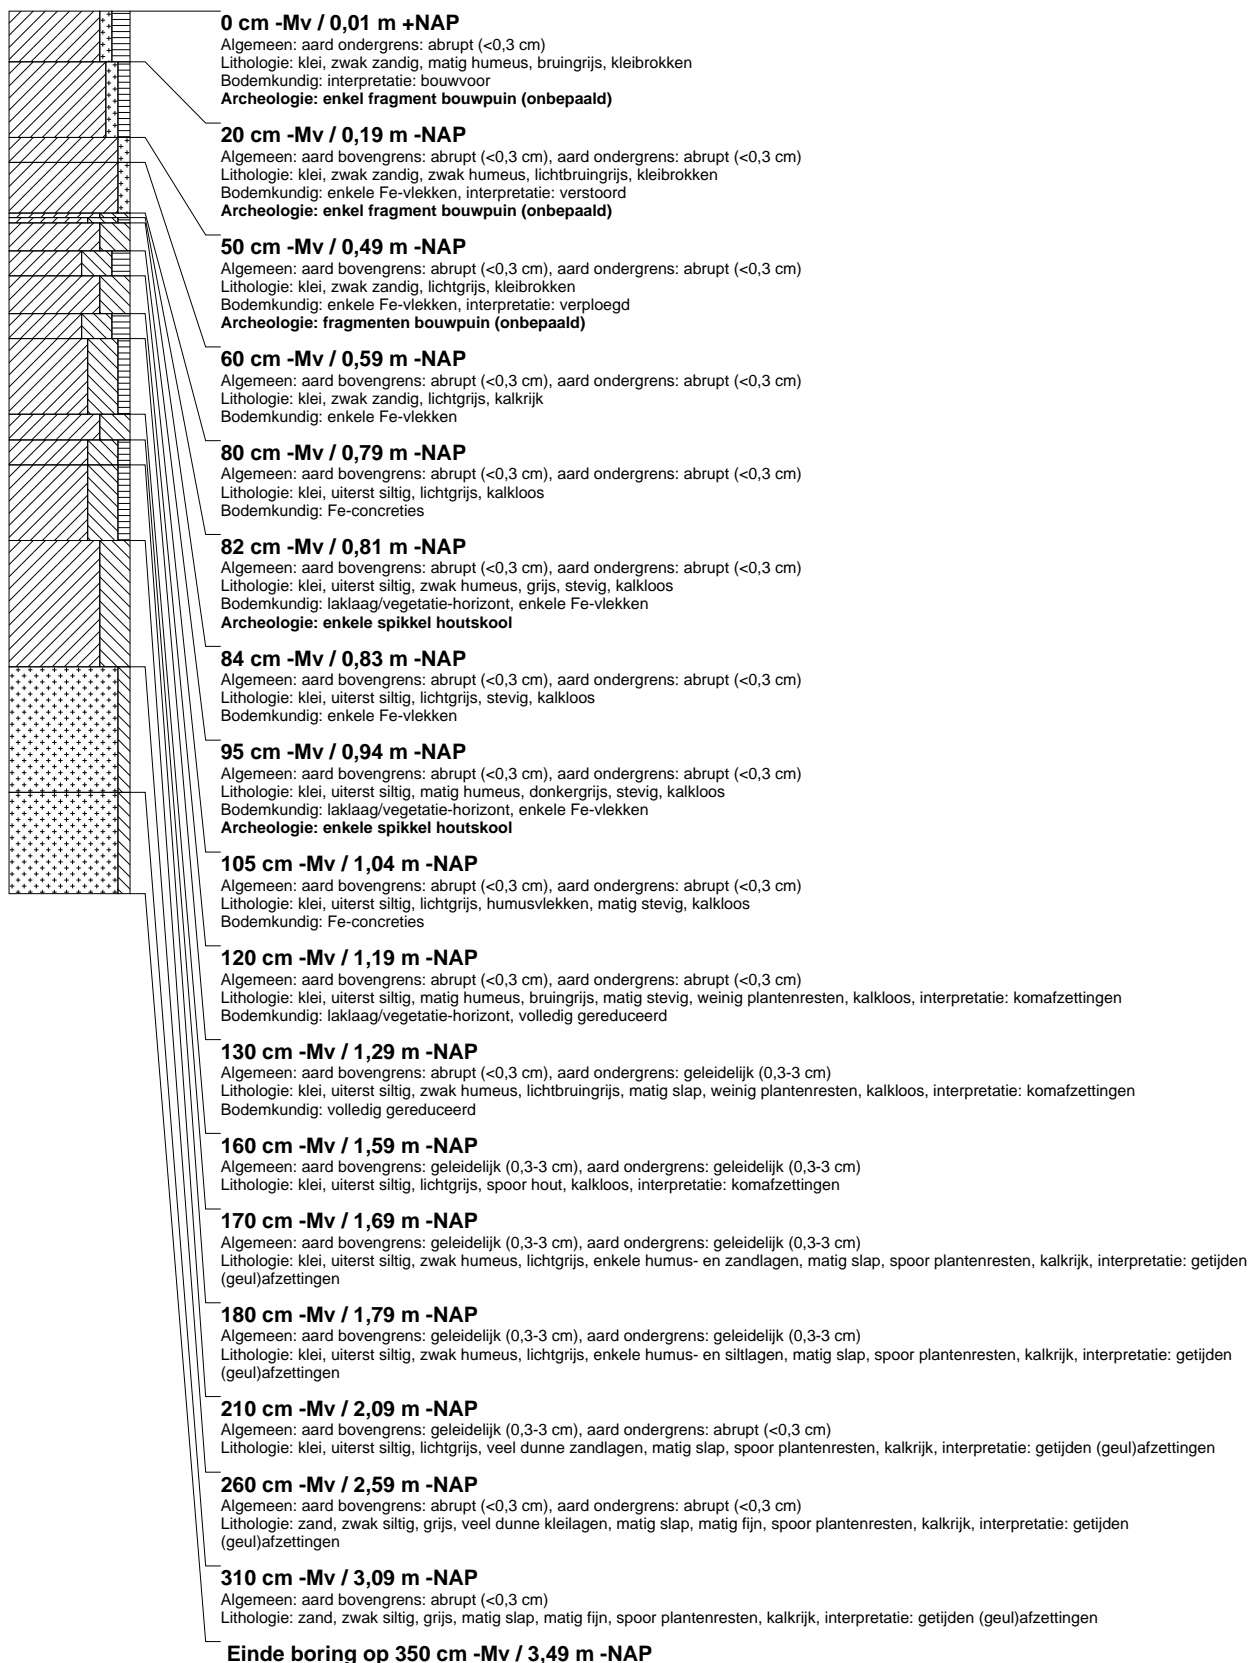 0 cm -Mv / 0,01 m +NAP
Algemeen: aard ondergrens: abrupt (<0,3 cm)
Lithologie: klei, zwak zandig, matig humeus, bruingrijs, kleibrokken
Bodemkundig: interpretatie: bouwvoor
Archeologie: enkel fragment bouwpuin (onbepaald)
20 cm -Mv / 0,19 m -NAP
Algemeen: aard bovengrens: abrupt (<0,3 cm), aard ondergrens: abrupt (<0,3 cm)
Lithologie: klei, zwak zandig, zwak humeus, lichtbruingrijs, kleibrokken
Bodemkundig: enkele Fe-vlekken, interpretatie: verstoord
Archeologie: enkel fragment bouwpuin (onbepaald)
50 cm -Mv / 0,49 m -NAP
Algemeen: aard bovengrens: abrupt (<0,3 cm), aard ondergrens: abrupt (<0,3 cm)
Lithologie: klei, zwak zandig, lichtgrijs, kleibrokken
Bodemkundig: enkele Fe-vlekken, interpretatie: verploegd
Archeologie: fragmenten bouwpuin (onbepaald)
60 cm -Mv / 0,59 m -NAP
Algemeen: aard bovengrens: abrupt (<0,3 cm), aard ondergrens: abrupt (<0,3 cm)
Lithologie: klei, zwak zandig, lichtgrijs, kalkrijk
Bodemkundig: enkele Fe-vlekken
80 cm -Mv / 0,79 m -NAP
Algemeen: aard bovengrens: abrupt (<0,3 cm), aard ondergrens: abrupt (<0,3 cm)
Lithologie: klei, uiterst siltig, lichtgrijs, kalkloos
Bodemkundig: Fe-concreties
82 cm -Mv / 0,81 m -NAP
Algemeen: aard bovengrens: abrupt (<0,3 cm), aard ondergrens: abrupt (<0,3 cm)
Lithologie: klei, uiterst siltig, zwak humeus, grijs, stevig, kalkloos
Bodemkundig: laklaag/vegetatie-horizont, enkele Fe-vlekken
Archeologie: enkele spikkel houtskool
84 cm -Mv / 0,83 m -NAP
Algemeen: aard bovengrens: abrupt (<0,3 cm), aard ondergrens: abrupt (<0,3 cm)
Lithologie: klei, uiterst siltig, lichtgrijs, stevig, kalkloos
Bodemkundig: enkele Fe-vlekken
95 cm -Mv / 0,94 m -NAP
Algemeen: aard bovengrens: abrupt (<0,3 cm), aard ondergrens: abrupt (<0,3 cm)
Lithologie: klei, uiterst siltig, matig humeus, donkergrijs, stevig, kalkloos
Bodemkundig: laklaag/vegetatie-horizont, enkele Fe-vlekken
Archeologie: enkele spikkel houtskool
105 cm -Mv / 1,04 m -NAP
Algemeen: aard bovengrens: abrupt (<0,3 cm), aard ondergrens: abrupt (<0,3 cm)
Lithologie: klei, uiterst siltig, lichtgrijs, humusvlekken, matig stevig, kalkloos
Bodemkundig: Fe-concreties
120 cm -Mv / 1,19 m -NAP
Algemeen: aard bovengrens: abrupt (<0,3 cm), aard ondergrens: abrupt (<0,3 cm)
Lithologie: klei, uiterst siltig, matig humeus, bruingrijs, matig stevig, weinig plantenresten, kalkloos, interpretatie: komafzettingen
Bodemkundig: laklaag/vegetatie-horizont, volledig gereduceerd
130 cm -Mv / 1,29 m -NAP
Algemeen: aard bovengrens: abrupt (<0,3 cm), aard ondergrens: geleidelijk (0,3-3 cm)
Lithologie: klei, uiterst siltig, zwak humeus, lichtbruingrijs, matig slap, weinig plantenresten, kalkloos, interpretatie: komafzettingen
Bodemkundig: volledig gereduceerd
160 cm -Mv / 1,59 m -NAP
Algemeen: aard bovengrens: geleidelijk (0,3-3 cm), aard ondergrens: geleidelijk (0,3-3 cm)
Lithologie: klei, uiterst siltig, lichtgrijs, spoor hout, kalkloos, interpretatie: komafzettingen
170 cm -Mv / 1,69 m -NAP
Algemeen: aard bovengrens: geleidelijk (0,3-3 cm), aard ondergrens: geleidelijk (0,3-3 cm)
Lithologie: klei, uiterst siltig, zwak humeus, lichtgrijs, enkele humus- en zandlagen, matig slap, spoor plantenresten, kalkrijk, interpretatie: getijden
(geul)afzettingen
180 cm -Mv / 1,79 m -NAP
Algemeen: aard bovengrens: geleidelijk (0,3-3 cm), aard ondergrens: geleidelijk (0,3-3 cm)
Lithologie: klei, uiterst siltig, zwak humeus, lichtgrijs, enkele humus- en siltlagen, matig slap, spoor plantenresten, kalkrijk, interpretatie: getijden
(geul)afzettingen
210 cm -Mv / 2,09 m -NAP
Algemeen: aard bovengrens: geleidelijk (0,3-3 cm), aard ondergrens: abrupt (<0,3 cm)
Lithologie: klei, uiterst siltig, lichtgrijs, veel dunne zandlagen, matig slap, spoor plantenresten, kalkrijk, interpretatie: getijden (geul)afzettingen
260 cm -Mv / 2,59 m -NAP
Algemeen: aard bovengrens: abrupt (<0,3 cm), aard ondergrens: abrupt (<0,3 cm)
Lithologie: zand, zwak siltig, grijs, veel dunne kleilagen, matig slap, matig fijn, spoor plantenresten, kalkrijk, interpretatie: getijden
(geul)afzettingen
310 cm -Mv / 3,09 m -NAP
Algemeen: aard bovengrens: abrupt (<0,3 cm)
Lithologie: zand, zwak siltig, grijs, matig slap, matig fijn, spoor plantenresten, kalkrijk, interpretatie: getijden (geul)afzettingen
Einde boring op 350 cm -Mv / 3,49 m -NAP